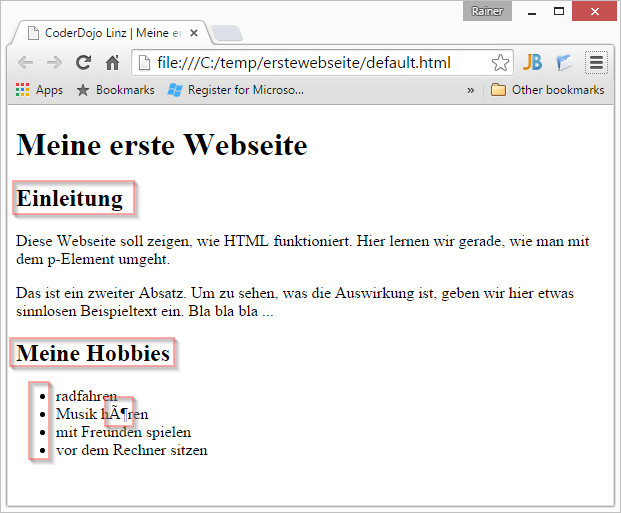 Rainer
CoderDojo Linz | Meine er
file:///C:/temp/erstewebseite/default.html
JB
Apps Bookmarks Register for Microso... » Other bookmarks
Meine erste Webseite
Einleitung
Diese Webseite soll zeigen, wie HTML funktioniert. Hier lernen wir gerade, wie man mit
dem p-Element umgeht.
Das ist ein zweiter Absatz. Um zu sehen, was die Auswirkung ist, geben wir hier etwas
sinnlosen Beispieltext ein. Bla bla bla ...
Meine Hobbies
radfahren
Musik hören
mit Freunden spielen
vor dem Rechner sitzen